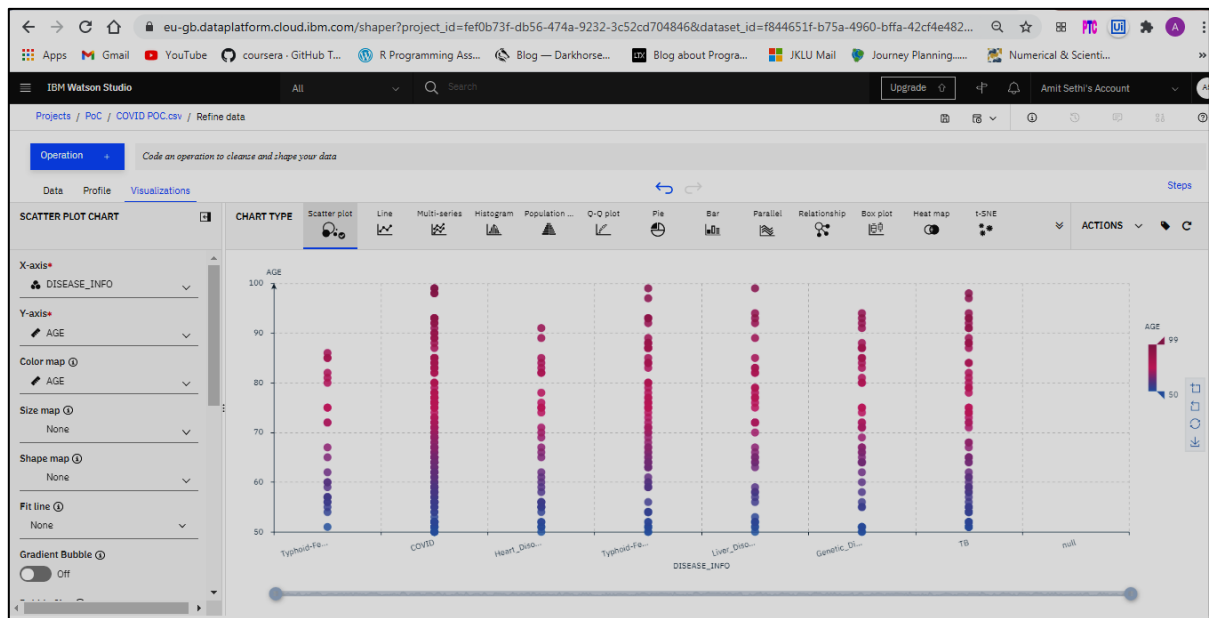 eu-gb.dataplatform.cloud.ibm.com/shaper?project_id=fef0b73f-db56-474a-9232-3c52cd704846&dataset_id=f844651f-b75a-4960-bffa-42cf4e482... PTC Ui A
Apps Gmail YouTube coursera · GitHub T... R Programming Ass... Blog — Darkhorse... Blog about Progra... JKLU Mail Journey Planning...... Numerical & Scienti... »
IBM Watson Studio All Search Upgrade Amit Sethi's Account
Projects / PoC / COVID POC.csv / Refine data
Operation + Code an operation to cleanse and shape your data
Data Profile Visualizations Steps
SCATTER PLOT CHART
CHART TYPE Scatter plot Line Multi-series Histogram Population ... Q-Q plot Pie Bar Parallel Relationship Box plot Heat map t-SNE ACTIONS
X-axis*
DISEASE_INFO
Y-axis*
AGE
Color map
AGE
Size map
None
Shape map
None
Fit line
None
Gradient Bubble
Off
AGE
100
90
80
70
60
50
Typhoid-Fe... COVID Heart_Diso... Typhoid-Fe... Liver_Diso... Genetic_Di... TB null
DISEASE_INFO
AGE
99
50